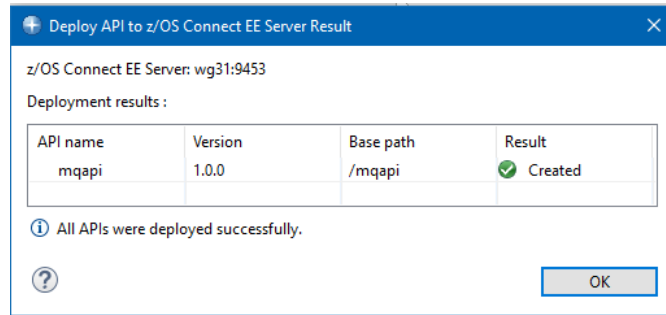 Deploy API to z/OS Connect EE Server Result
z/OS Connect EE Server: wg31:9453
Deployment results :
API name Version Base path Result
mqapi 1.0.0 /mqapi Created
All APIs were deployed successfully.
OK